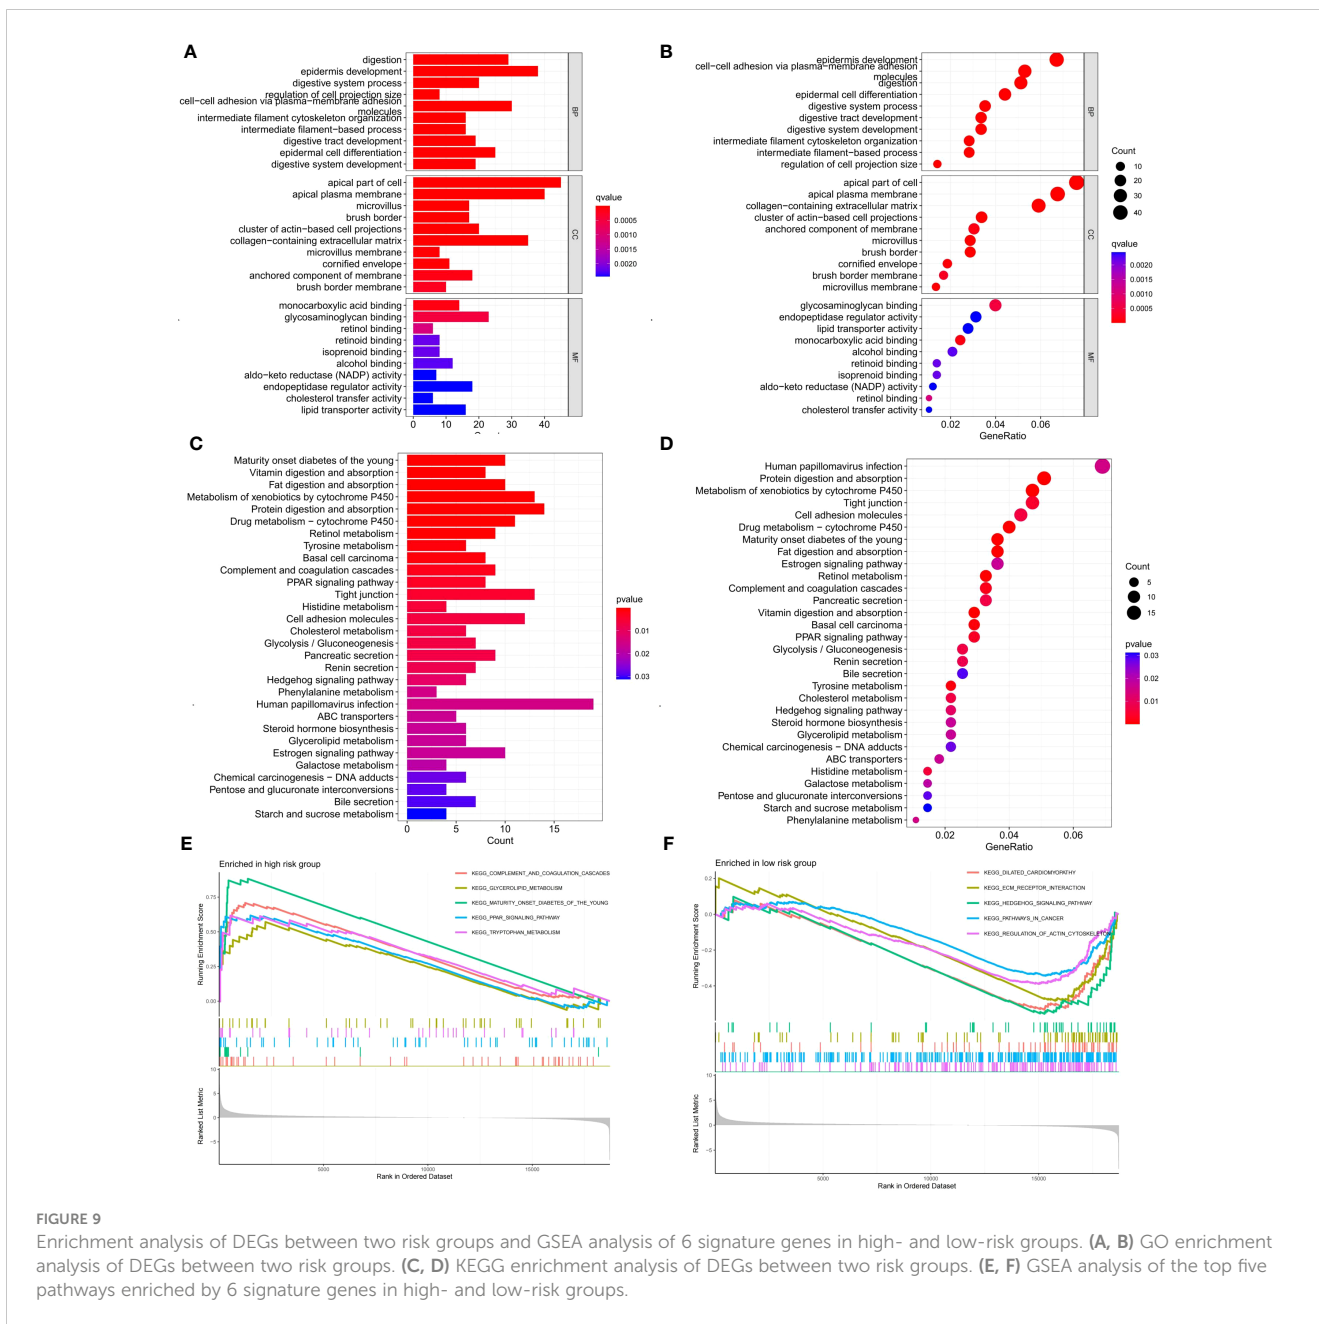 A
digestion
epidermis development
digestive system process
regulation of cell projection size
cell−cell adhesion via plasma−membrane adhesion
molecules
intermediate filament cytoskeleton organization
intermediate filament−based process
digestive tract development
epidermal cell differentiation
digestive system development
BP
apical part of cell
apical plasma membrane
microvillus
brush border
cluster of actin−based cell projections
collagen−containing extracellular matrix
microvillus membrane
cornified envelope
anchored component of membrane
brush border membrane
CC
monocarboxylic acid binding
glycosaminoglycan binding
retinol binding
retinoid binding
isoprenoid binding
alcohol binding
aldo−keto reductase (NADP) activity
endopeptidase regulator activity
cholesterol transfer activity
lipid transporter activity
MF
0 10 20 30 40
qvalue
0.0005
0.0010
0.0015
0.0020
B
epidermis development
cell−cell adhesion via plasma−membrane adhesion
molecules
digestion
epidermal cell differentiation
digestive system process
digestive tract development
digestive system development
intermediate filament cytoskeleton organization
intermediate filament−based process
regulation of cell projection size
BP
apical part of cell
apical plasma membrane
collagen−containing extracellular matrix
cluster of actin−based cell projections
anchored component of membrane
microvillus
brush border
cornified envelope
brush border membrane
microvillus membrane
CC
glycosaminoglycan binding
endopeptidase regulator activity
lipid transporter activity
monocarboxylic acid binding
alcohol binding
retinoid binding
isoprenoid binding
aldo−keto reductase (NADP) activity
retinol binding
cholesterol transfer activity
MF
0.02 0.04 0.06
GeneRatio
Count
10
20
30
40
qvalue
0.0020
0.0015
0.0010
0.0005
C
Maturity onset diabetes of the young
Vitamin digestion and absorption
Fat digestion and absorption
Metabolism of xenobiotics by cytochrome P450
Protein digestion and absorption
Drug metabolism − cytochrome P450
Retinol metabolism
Tyrosine metabolism
Basal cell carcinoma
Complement and coagulation cascades
PPAR signaling pathway
Tight junction
Histidine metabolism
Cell adhesion molecules
Cholesterol metabolism
Glycolysis / Gluconeogenesis
Pancreatic secretion
Renin secretion
Hedgehog signaling pathway
Phenylalanine metabolism
Human papillomavirus infection
ABC transporters
Steroid hormone biosynthesis
Glycerolipid metabolism
Estrogen signaling pathway
Galactose metabolism
Chemical carcinogenesis − DNA adducts
Pentose and glucuronate interconversions
Bile secretion
Starch and sucrose metabolism
0 5 10 15
Count
pvalue
0.01
0.02
0.03
D
Human papillomavirus infection
Protein digestion and absorption
Metabolism of xenobiotics by cytochrome P450
Tight junction
Cell adhesion molecules
Drug metabolism − cytochrome P450
Maturity onset diabetes of the young
Fat digestion and absorption
Estrogen signaling pathway
Retinol metabolism
Complement and coagulation cascades
Pancreatic secretion
Vitamin digestion and absorption
Basal cell carcinoma
PPAR signaling pathway
Glycolysis / Gluconeogenesis
Renin secretion
Bile secretion
Tyrosine metabolism
Cholesterol metabolism
Hedgehog signaling pathway
Steroid hormone biosynthesis
Glycerolipid metabolism
Chemical carcinogenesis − DNA adducts
ABC transporters
Histidine metabolism
Galactose metabolism
Pentose and glucuronate interconversions
Starch and sucrose metabolism
Phenylalanine metabolism
0.02 0.04 0.06
GeneRatio
Count
5
10
15
pvalue
0.03
0.02
0.01
E
Enriched in high risk group
KEGG_COMPLEMENT_AND_COAGULATION_CASCADES
KEGG_GLYCEROLIPID_METABOLISM
KEGG_MATURITY_ONSET_DIABETES_OF_THE_YOUNG
KEGG_PPAR_SIGNALING_PATHWAY
KEGG_TRYPTOPHAN_METABOLISM
Running Enrichment Score
0.75
0.50
0.25
0.00
Ranked List Metric
10
5
0
−5
5000 10000 15000
Rank in Ordered Dataset
F
Enriched in low risk group
KEGG_DILATED_CARDIOMYOPATHY
KEGG_ECM_RECEPTOR_INTERACTION
KEGG_HEDGEHOG_SIGNALING_PATHWAY
KEGG_PATHWAYS_IN_CANCER
KEGG_REGULATION_OF_ACTIN_CYTOSKELETON
Running Enrichment Score
0.2
0.0
−0.2
−0.4
Ranked List Metric
10
5
0
−5
5000 10000 15000
Rank in Ordered Dataset
FIGURE 9
Enrichment analysis of DEGs between two risk groups and GSEA analysis of 6 signature genes in high- and low-risk groups. (A, B) GO enrichment
analysis of DEGs between two risk groups. (C, D) KEGG enrichment analysis of DEGs between two risk groups. (E, F) GSEA analysis of the top five
pathways enriched by 6 signature genes in high- and low-risk groups.